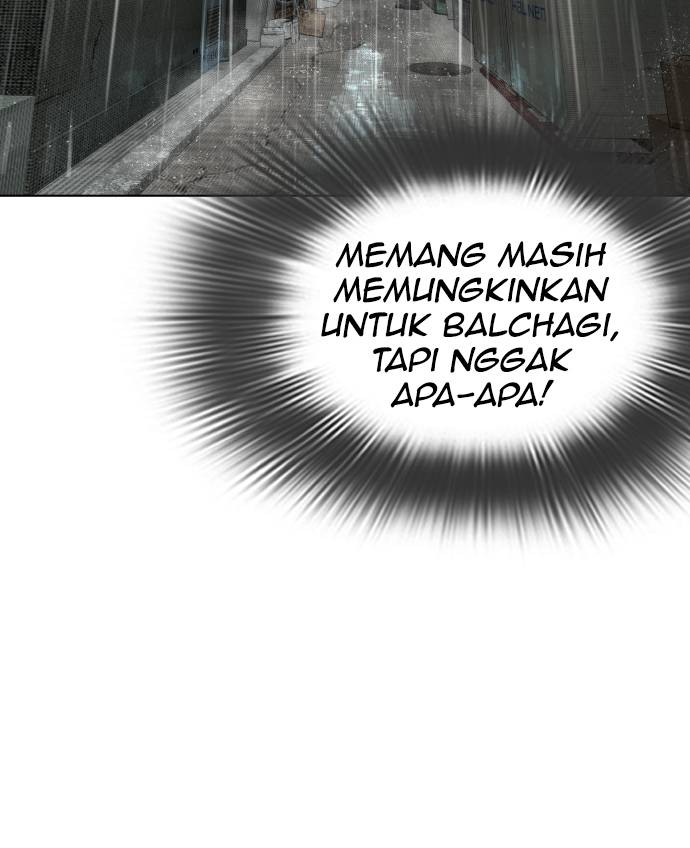 MEMANG MASIH
MEMUNGKINKAN
UNTUK BALCHAGI,
TAPI NGGAK
APA-APA!